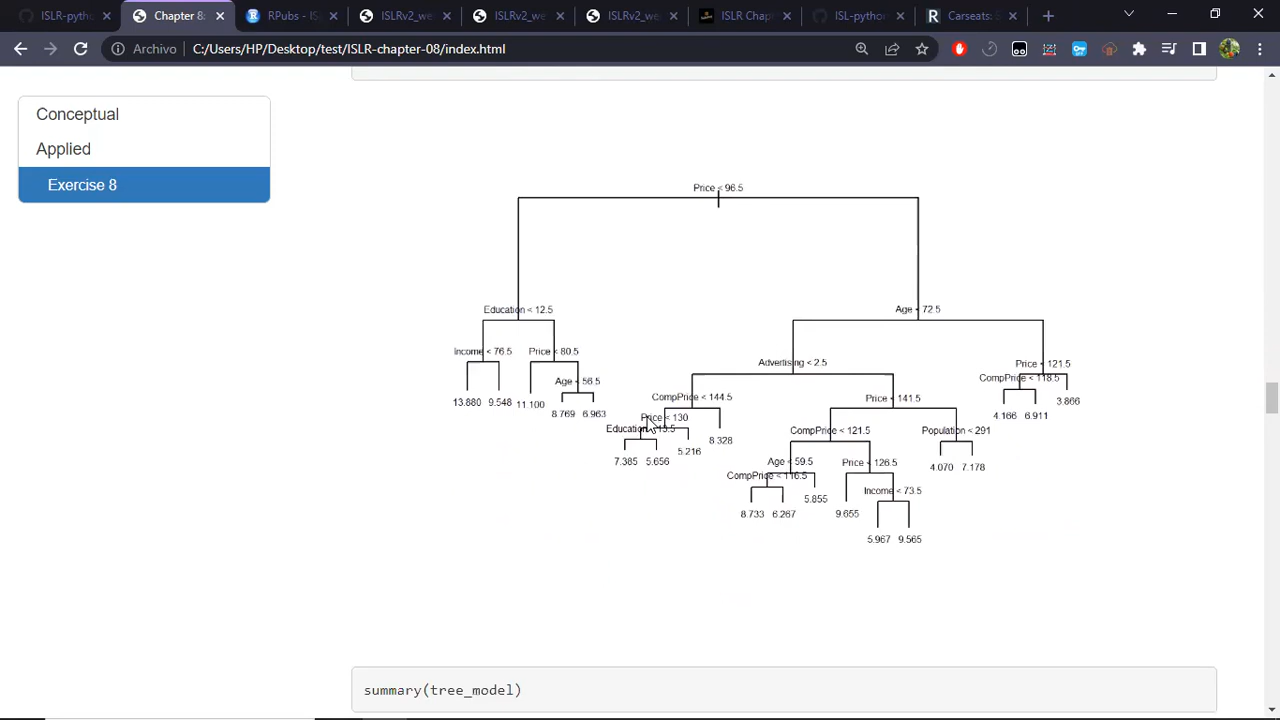 ISLR-pyth
Chapter 8:
RPubs - IS
ISLRv2_we
ISLRv2_we
ISLRv2_we
ISLR Chap
ISL-python
Carseats:
Archivo
C:/Users/HP/Desktop/test/ISLR-chapter-08/index.html
Conceptual
Applied
Exercise 8
Price < 96.5
Education < 12.5
Age < 72.5
Income < 76.5
Price < 80.5
Advertising < 2.5
Price < 121.5
Age < 56.5
CompPrice < 118.5
13.880
9.548
11.100
8.769
6.963
CompPrice < 144.5
Price < 141.5
3.866
4.166
6.911
Price < 130
Education
8.328
CompPrice < 121.5
Population < 291
7.385
5.656
5.216
Age < 59.5
Price < 126.5
4.070
7.178
CompPrice < 116.5
5.855
Income < 73.5
8.733
6.267
9.655
5.967
9.565
summary(tree_model)